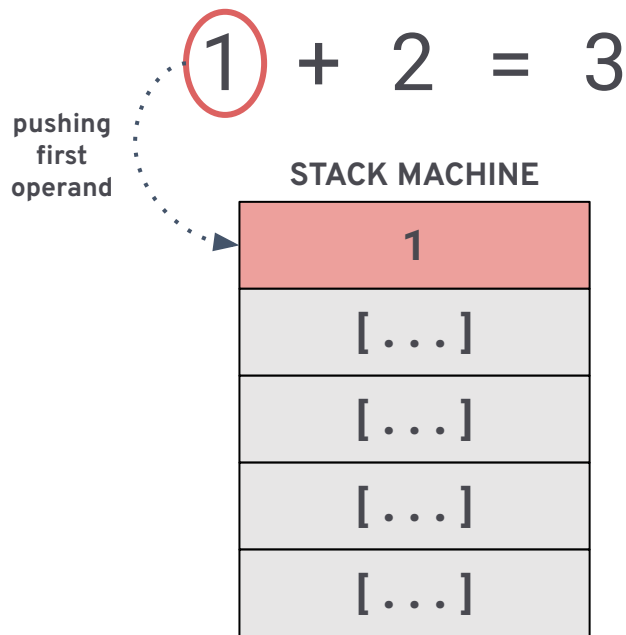 1 + 2 = 3
pushing
first
operand
STACK MACHINE
1
[...]
[...]
[...]
[...]